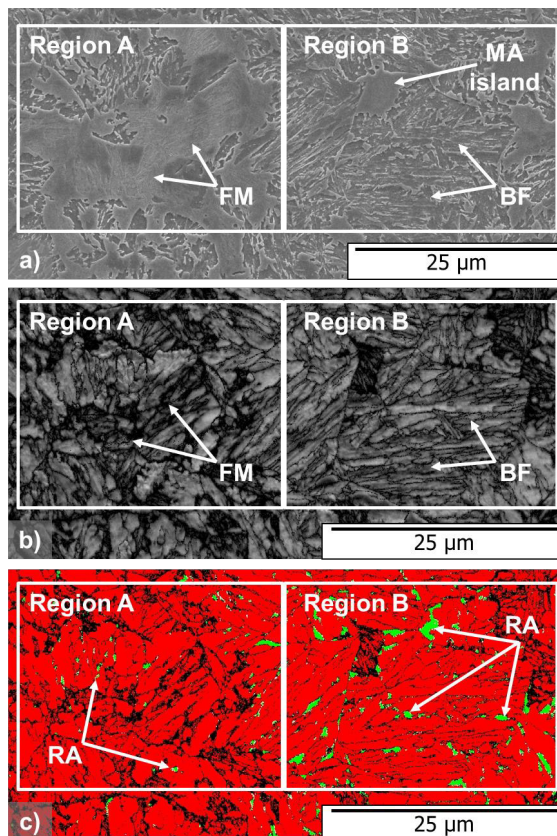 Region A
Region B
MA
island
FM
BF
a)
25 µm
Region A
Region B
FM
BF
b)
25 µm
Region A
Region B
RA
RA
c)
25 µm